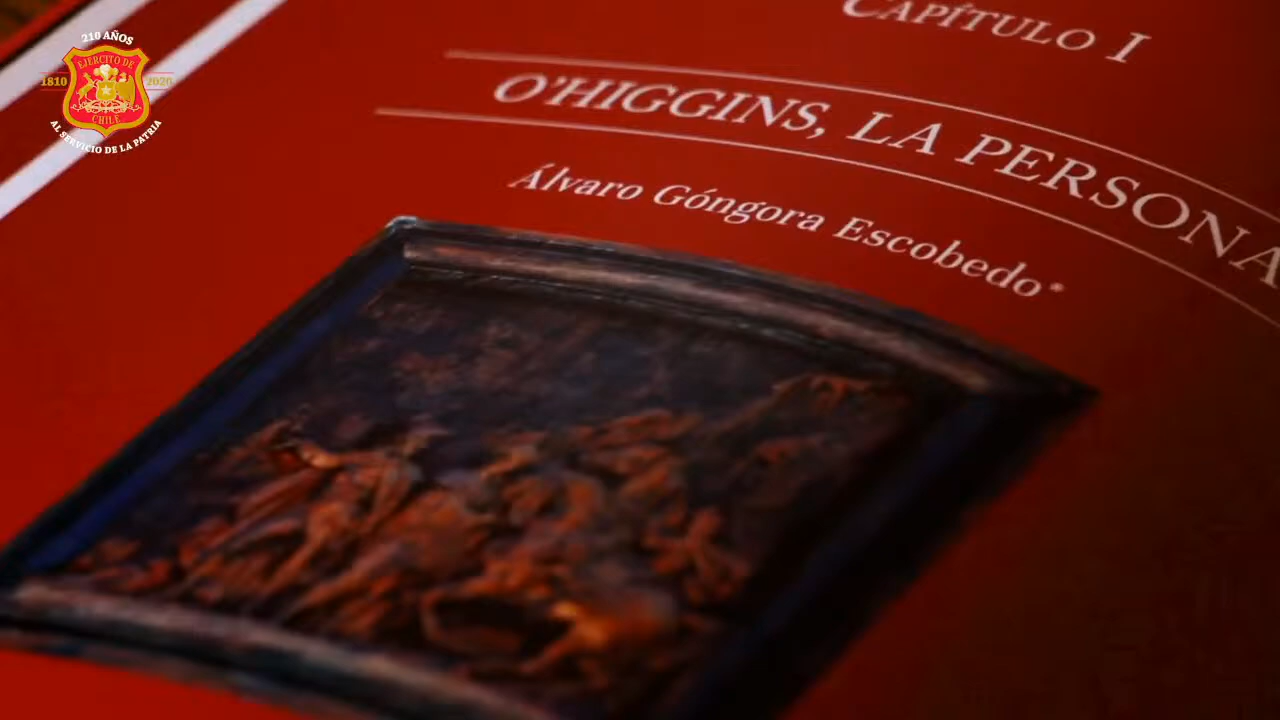 210 AÑOS
EJERCITO DE
1810 2020
CHILE
AL SERVICIO DE LA PATRIA
CAPÍTULO I
O'HIGGINS, LA PERSONA
Álvaro Góngora Escobedo*